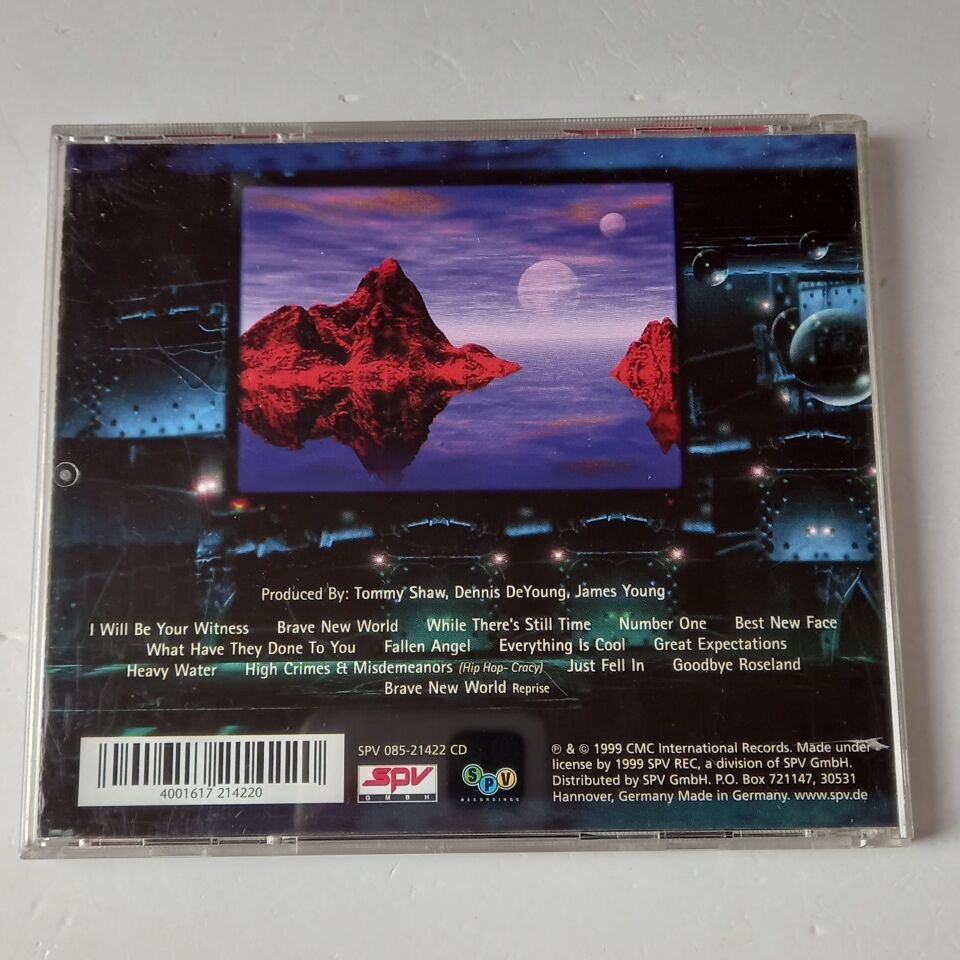 Produced By: Tommy Shaw, Dennis DeYoung, James Young
I Will Be Your Witness Brave New World While There's Still Time Number One Best New Face
What Have They Done To You Fallen Angel Everything Is Cool Great Expectations
Heavy Water High Crimes & Misdemeanors (Hip Hop- Cracy) Just Fell In Goodbye Roseland
Brave New World Reprise
4001617 214220
SPV 085-21422 CD
SPV
GMBH
SPV
RECORDINGS
℗ & © 1999 CMC International Records. Made under
license by 1999 SPV REC, a division of SPV GmbH.
Distributed by SPV GmbH. P.O. Box 721147, 30531
Hannover, Germany Made in Germany. www.spv.de